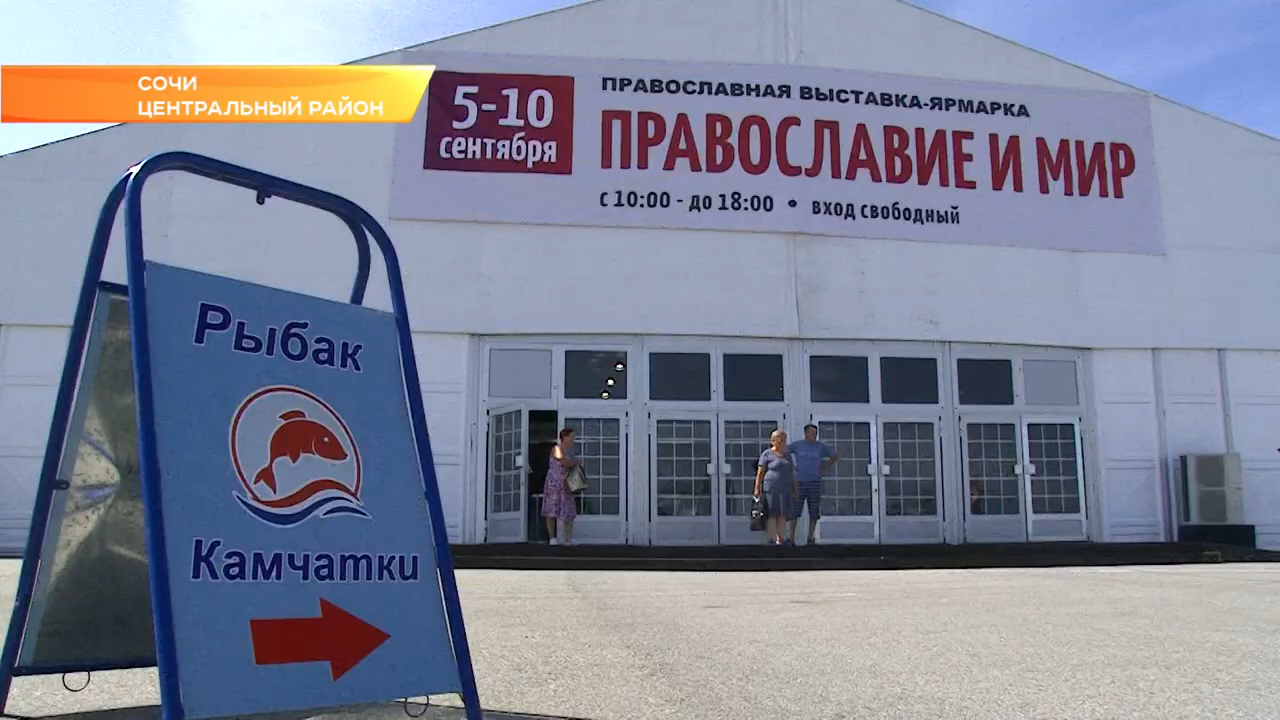 СОЧИ
ЦЕНТРАЛЬНЫЙ РАЙОН
5-10
сентября
ПРАВОСЛАВНАЯ ВЫСТАВКА-ЯРМАРКА
ПРАВОСЛАВИЕ И МИР
с 10:00 - до 18:00 • вход свободный
Рыбак
Камчатки